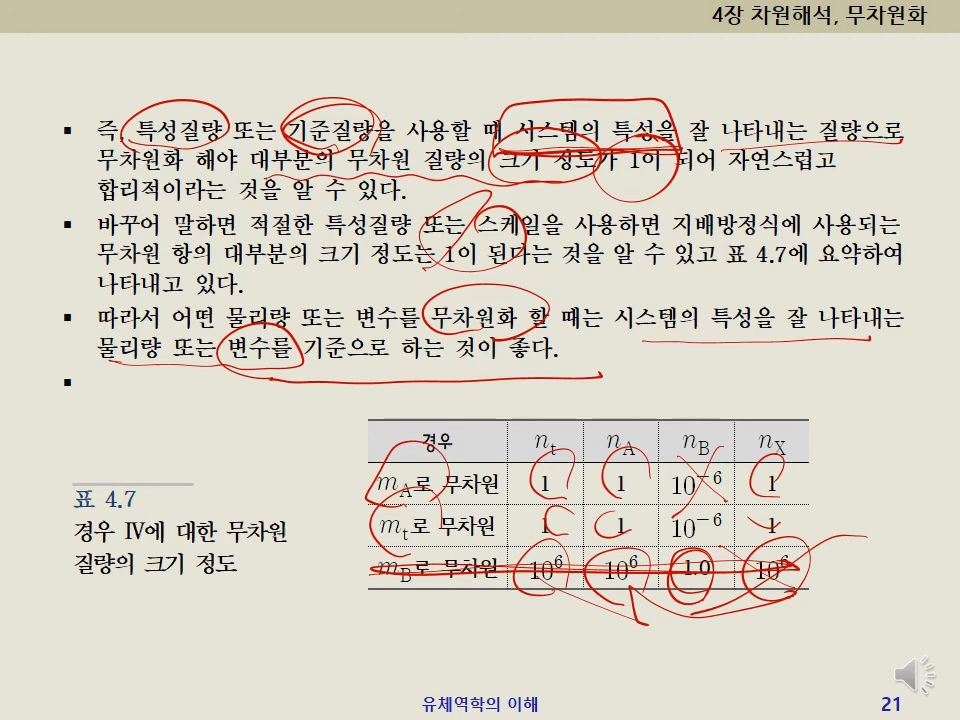 4장 차원해석, 무차원화
▪ 즉, 특성질량 또는 기준질량을 사용할 때 시스템의 특성을 잘 나타내는 질량으로
무차원화 해야 대부분의 무차원 질량의 크기 정도가 1이 되어 자연스럽고
합리적이라는 것을 알 수 있다.
▪ 바꾸어 말하면 적절한 특성질량 또는 스케일을 사용하면 지배방정식에 사용되는
무차원 항의 대부분의 크기 정도는 1이 된다는 것을 알 수 있고 표 4.7에 요약하여
나타내고 있다.
▪ 따라서 어떤 물리량 또는 변수를 무차원화 할 때는 시스템의 특성을 잘 나타내는
물리량 또는 변수를 기준으로 하는 것이 좋다.
▪
표 4.7
경우 Ⅳ에 대한 무차원
질량의 크기 정도
경우 n_t n_A n_B n_X
m_A로 무차원 1 1 10^-6 1
m_t로 무차원 1 1 10^-6 1
m_B로 무차원 10^6 10^6 1.0 10^6
유체역학의 이해
21